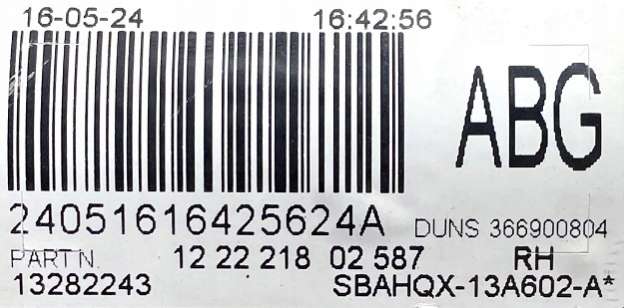 16-05-24 16:42:56
ABG
24051616425624A DUNS 366900804
PART N. 12 22 218 02 587 RH
13282243 SBAHQX-13A602-A*